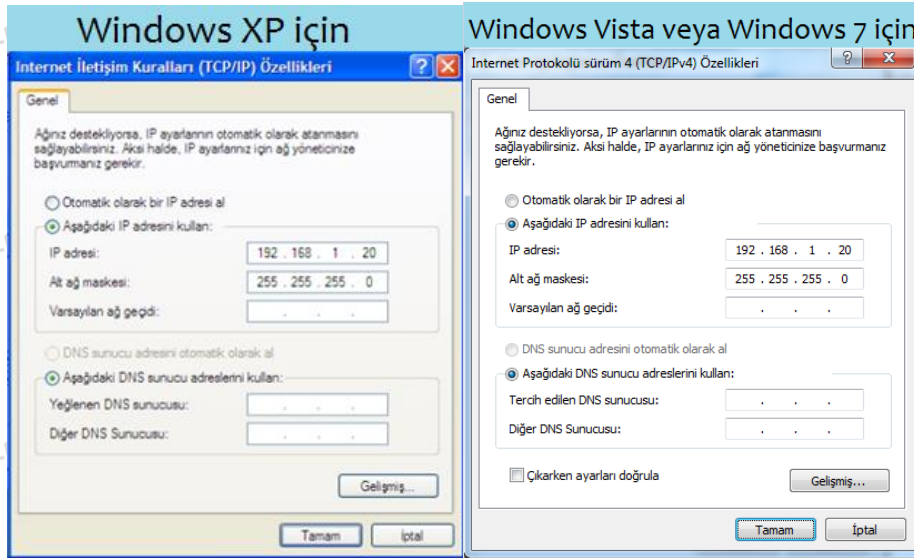 Windows XP için
Internet İletişim Kuralları (TCP/IP) Özellikleri
Genel
Ağınız destekliyorsa, IP ayarlarının otomatik olarak atanmasını
sağlayabilirsiniz. Aksi halde, IP ayarlarınız için ağ yöneticinize
başvurmanız gerekir.
Otomatik olarak bir IP adresi al
Aşağıdaki IP adresini kullan:
IP adresi: 192 . 168 . 1 . 20
Alt ağ maskesi: 255 . 255 . 255 . 0
Varsayılan ağ geçidi: . . .
DNS sunucu adresini otomatik olarak al
Aşağıdaki DNS sunucu adreslerini kullan:
Yeğlenen DNS sunucusu: . . .
Diğer DNS Sunucusu: . . .
Gelişmiş...
Tamam İptal
Windows Vista veya Windows 7 için
Internet Protokolü sürüm 4 (TCP/IPv4) Özellikleri
Genel
Ağınız destekliyorsa, IP ayarlarının otomatik olarak atanmasını
sağlayabilirsiniz. Aksi halde, IP ayarlarınız için ağ yöneticinize başvurmanız
gerekir.
Otomatik olarak bir IP adresi al
Aşağıdaki IP adresini kullan:
IP adresi: 192 . 168 . 1 . 20
Alt ağ maskesi: 255 . 255 . 255 . 0
Varsayılan ağ geçidi: . . .
DNS sunucu adresini otomatik olarak al
Aşağıdaki DNS sunucu adreslerini kullan:
Tercih edilen DNS sunucusu: . . .
Diğer DNS Sunucusu: . . .
Çıkarken ayarları doğrula
Gelişmiş...
Tamam İptal